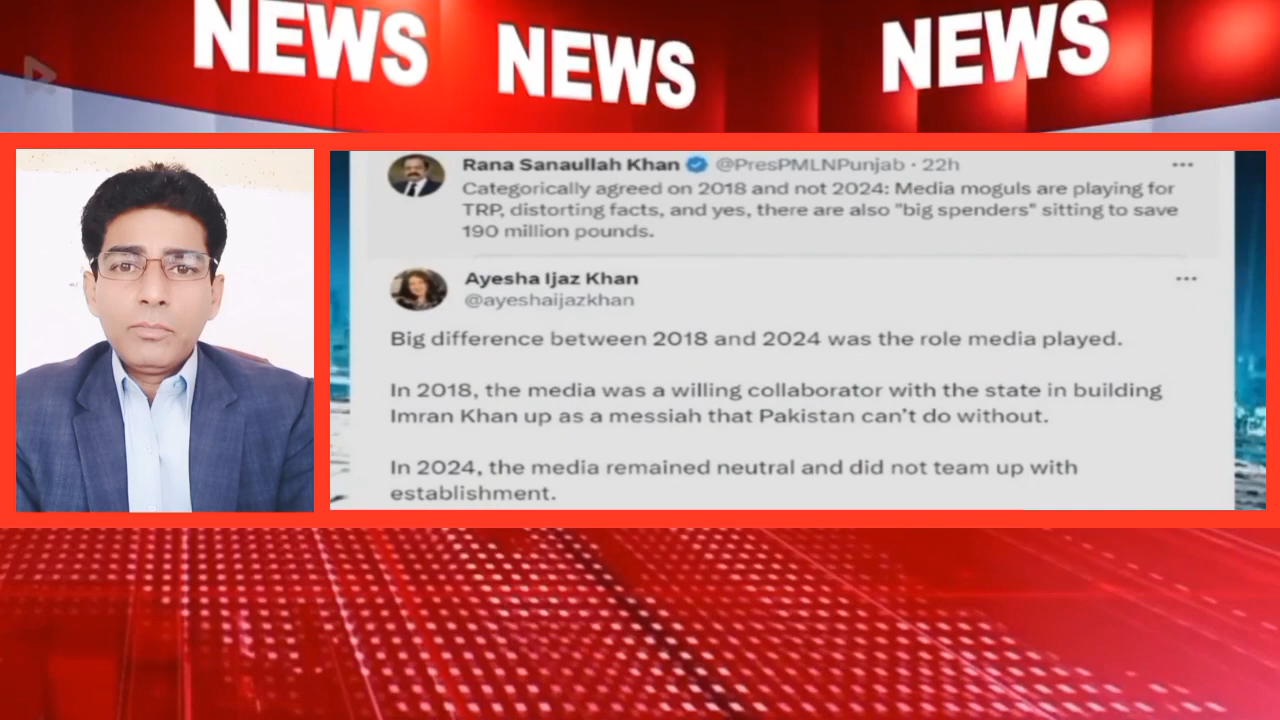 NEWS NEWS NEWS
Rana Sanaullah Khan @PresPMLNPunjab · 22h
Categorically agreed on 2018 and not 2024: Media moguls are playing for
TRP, distorting facts, and yes, there are also "big spenders" sitting to save
190 million pounds.
Ayesha Ijaz Khan
@ayeshaijazkhan
Big difference between 2018 and 2024 was the role media played.
In 2018, the media was a willing collaborator with the state in building
Imran Khan up as a messiah that Pakistan can’t do without.
In 2024, the media remained neutral and did not team up with
establishment.